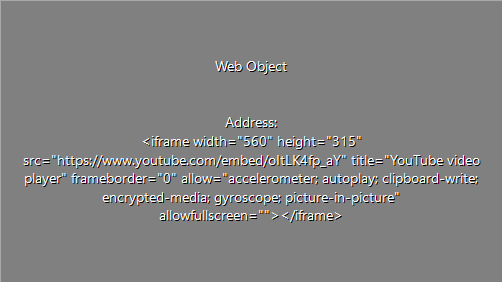 Web Object
Address:
<iframe width="560" height="315"
src="https://www.youtube.com/embed/oItLK4fp_aY" title="YouTube video
player" frameborder="0" allow="accelerometer; autoplay; clipboard-write;
encrypted-media; gyroscope; picture-in-picture"
allowfullscreen=""></iframe>